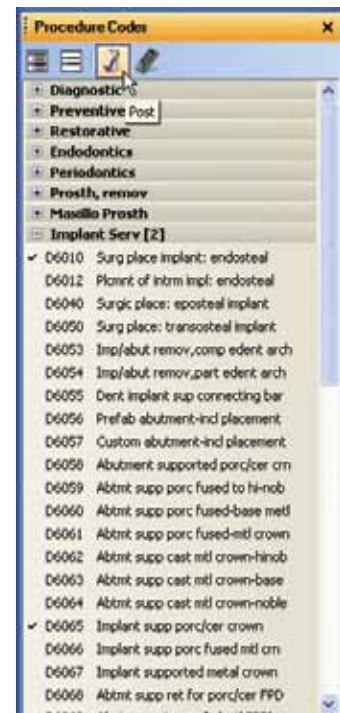 Procedure Codes
Diagnostic
Preventive Post
Restorative
Endodontics
Periodontics
Prosth, remov
Maxillo Prosth
Implant Serv [2]
D6010 Surg place implant: endosteal
D6012 Plcmnt of intrm impl: endosteal
D6040 Surgic place: eposteal implant
D6050 Surg place: transosteal implant
D6053 Imp/abut remov,comp edent arch
D6054 Imp/abut remov,part edent arch
D6055 Dent implant sup connecting bar
D6056 Prefab abutment-incl placement
D6057 Custom abutment-incl placement
D6058 Abutment supported porc/cer crn
D6059 Abtmt supp porc fused to hi-nob
D6060 Abtmt supp porc fused-base metl
D6061 Abtmt supp porc fused-mtl crown
D6062 Abtmt supp cast mtl crown-hinob
D6063 Abtmt supp cast mtl crown-base
D6064 Abtmt supp cast mtl crown-noble
D6065 Implant supp porc/cer crown
D6066 Implant supp porc fused mtl crn
D6067 Implant supported metal crown
D6068 Abtmt supp ret for porc/cer FPD